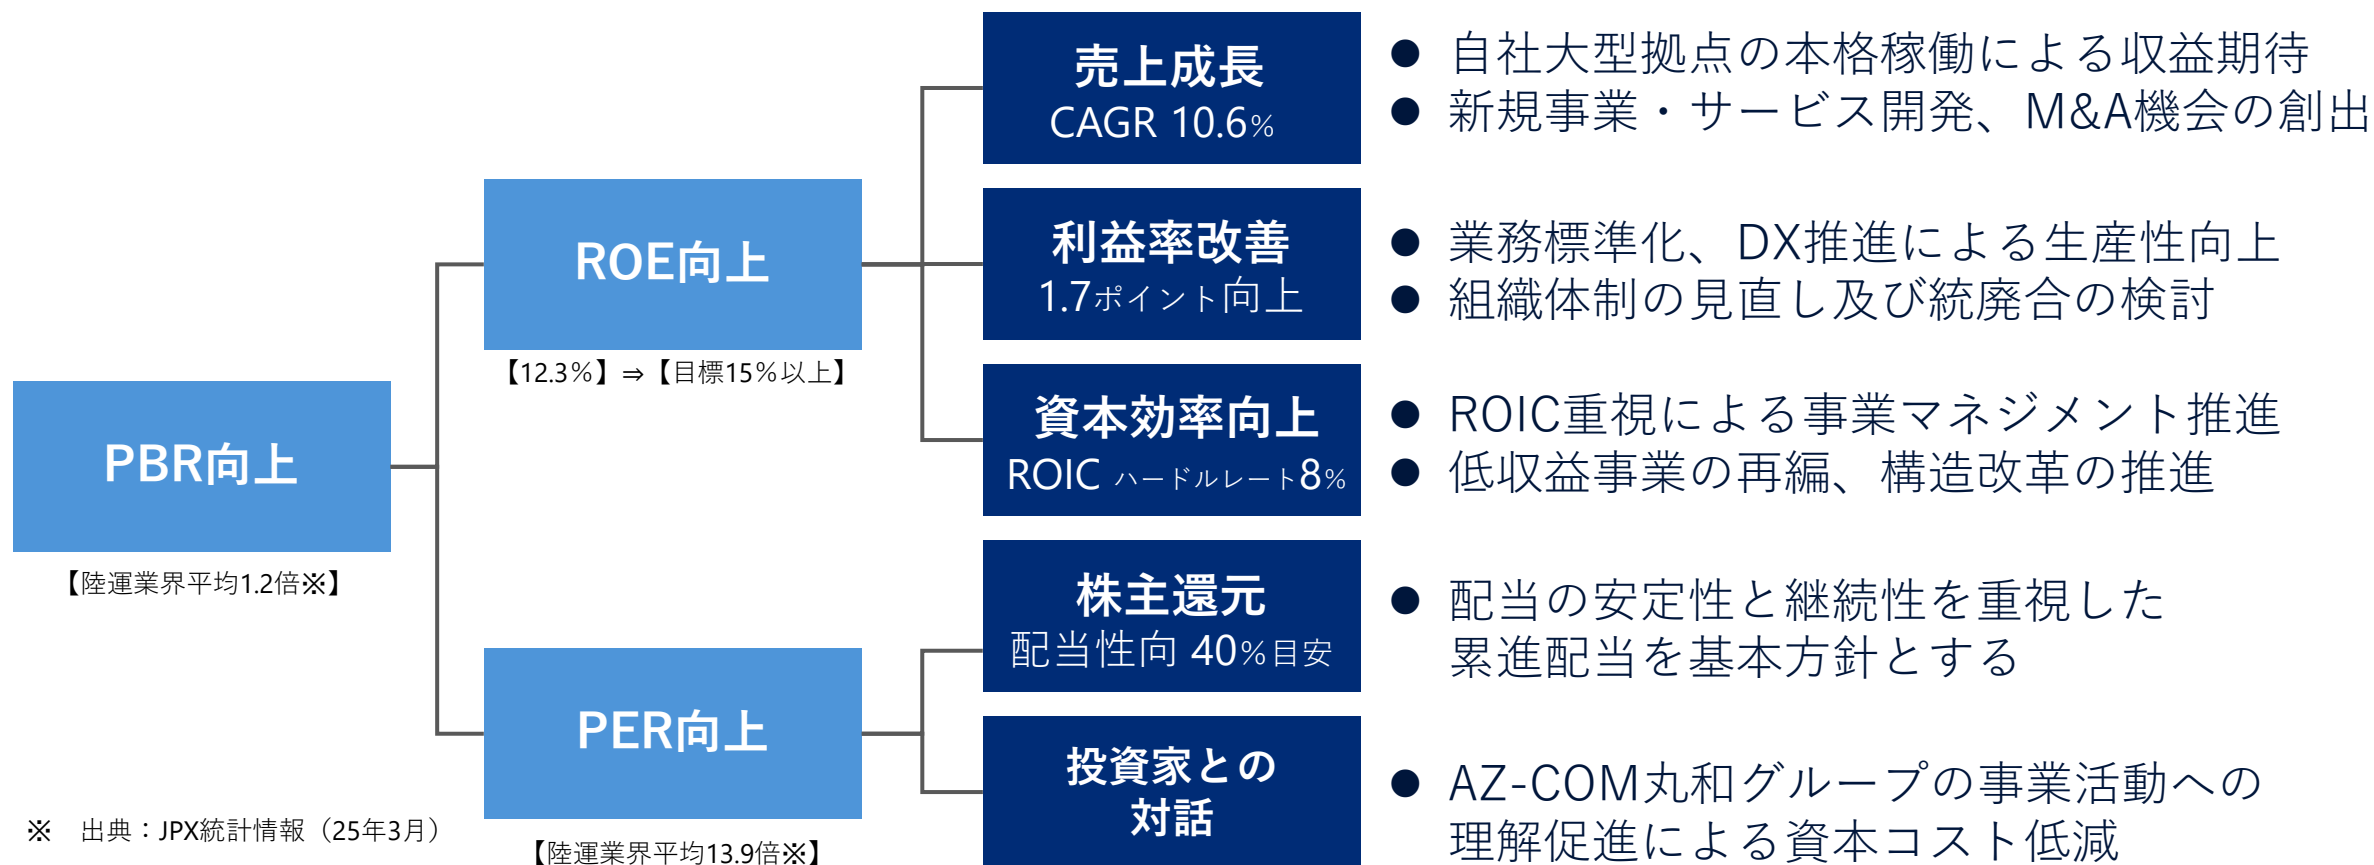 PBR向上
【陸運業界平均1.2倍※】
ROE向上
【12.3%】⇒【目標15%以上】
PER向上
【陸運業界平均13.9倍※】
売上成長
CAGR 10.6%
● 自社大型拠点の本格稼働による収益期待
● 新規事業・サービス開発、M&A機会の創出
利益率改善
1.7ポイント向上
● 業務標準化、DX推進による生産性向上
● 組織体制の見直し及び統廃合の検討
資本効率向上
ROIC ハードルレート8%
● ROIC重視による事業マネジメント推進
● 低収益事業の再編、構造改革の推進
株主還元
配当性向 40%目安
● 配当の安定性と継続性を重視した
累進配当を基本方針とする
投資家との
対話
● AZ-COM丸和グループの事業活動への
理解促進による資本コスト低減
※ 出典：JPX統計情報（25年3月）